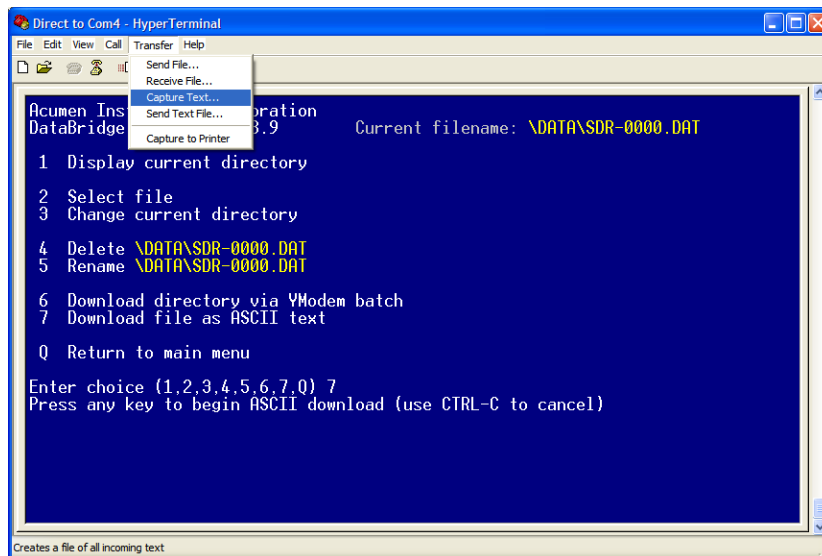 Direct to Com4 - HyperTerminal
File Edit View Call Transfer Help
Send File...
Receive File...
Capture Text...
Send Text File...
Capture to Printer
Acumen Ins oration
DataBridge 3.9 Current filename: \DATA\SDR-0000.DAT
1 Display current directory
2 Select file
3 Change current directory
4 Delete \DATA\SDR-0000.DAT
5 Rename \DATA\SDR-0000.DAT
6 Download directory via YModem batch
7 Download file as ASCII text
Q Return to main menu
Enter choice (1,2,3,4,5,6,7,Q) 7
Press any key to begin ASCII download (use CTRL-C to cancel)
Creates a file of all incoming text